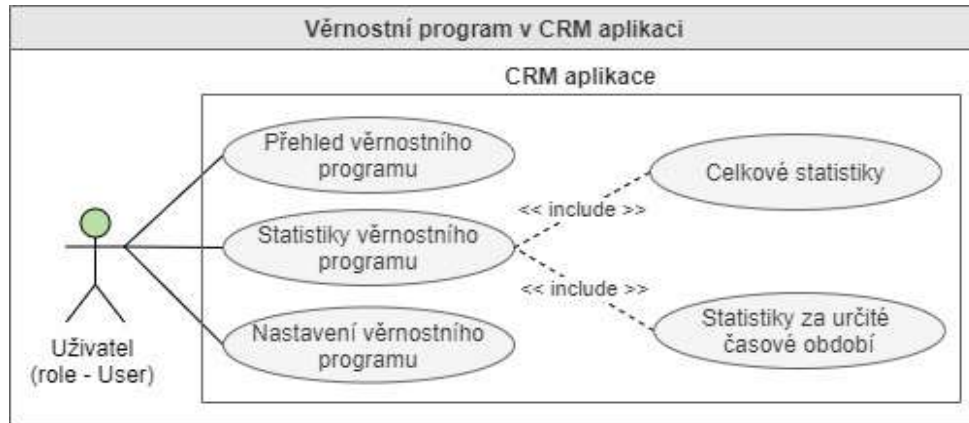 Věrnostní program v CRM aplikaci
CRM aplikace
Přehled věrnostního
programu
Celkové statistiky
<< include >>
Statistiky věrnostního
programu
<< include >>
Nastavení věrnostního
programu
Statistiky za určité
časové období
Uživatel
(role - User)